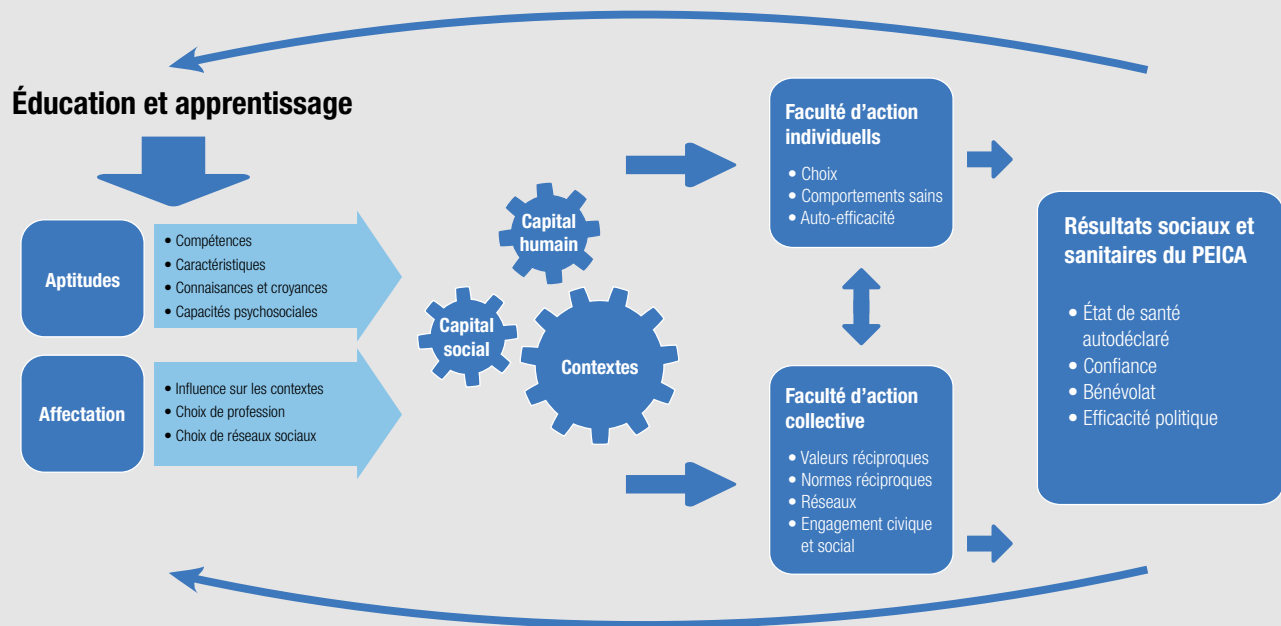 Éducation et apprentissage
Aptitudes
• Compétences
• Caractéristiques
• Connaisances et croyances
• Capacités psychosociales
Affectation
• Influence sur les contextes
• Choix de profession
• Choix de réseaux sociaux
Capital
humain
Capital
social
Contextes
Faculté d’action
individuells
• Choix
• Comportements sains
• Auto-efficacité
Faculté d’action
collective
• Valeurs réciproques
• Normes réciproques
• Réseaux
• Engagement civique
et social
Résultats sociaux et
sanitaires du PEICA
• État de santé
autodéclaré
• Confiance
• Bénévolat
• Efficacité politique